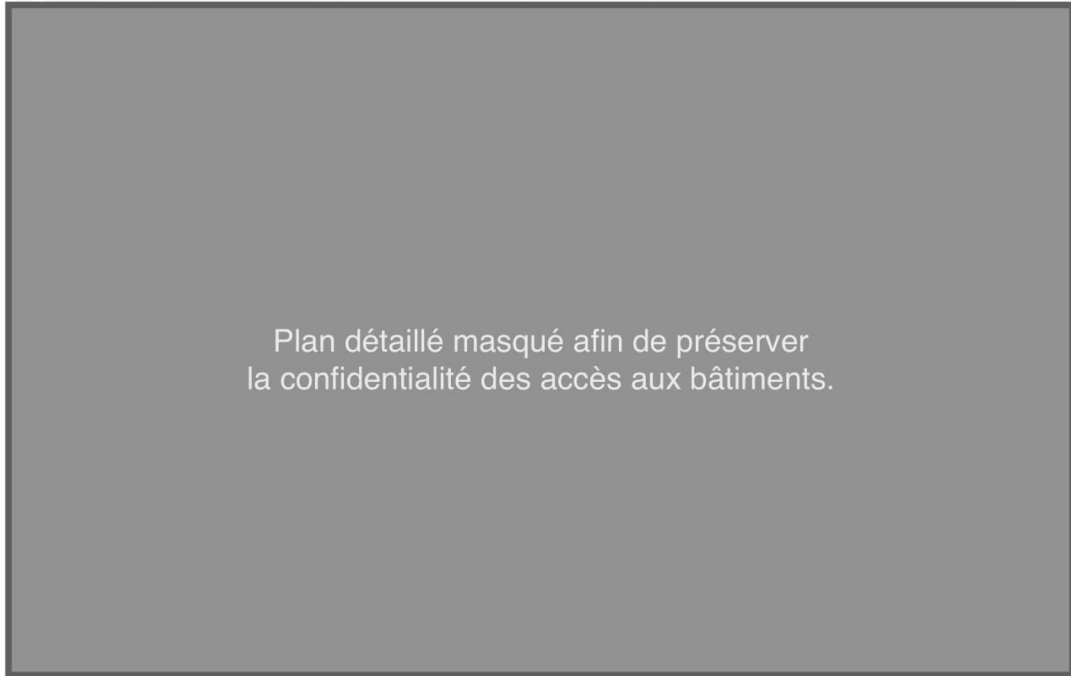 Plan détaillé masqué afin de préserver
la confidentialité des accès aux bâtiments.